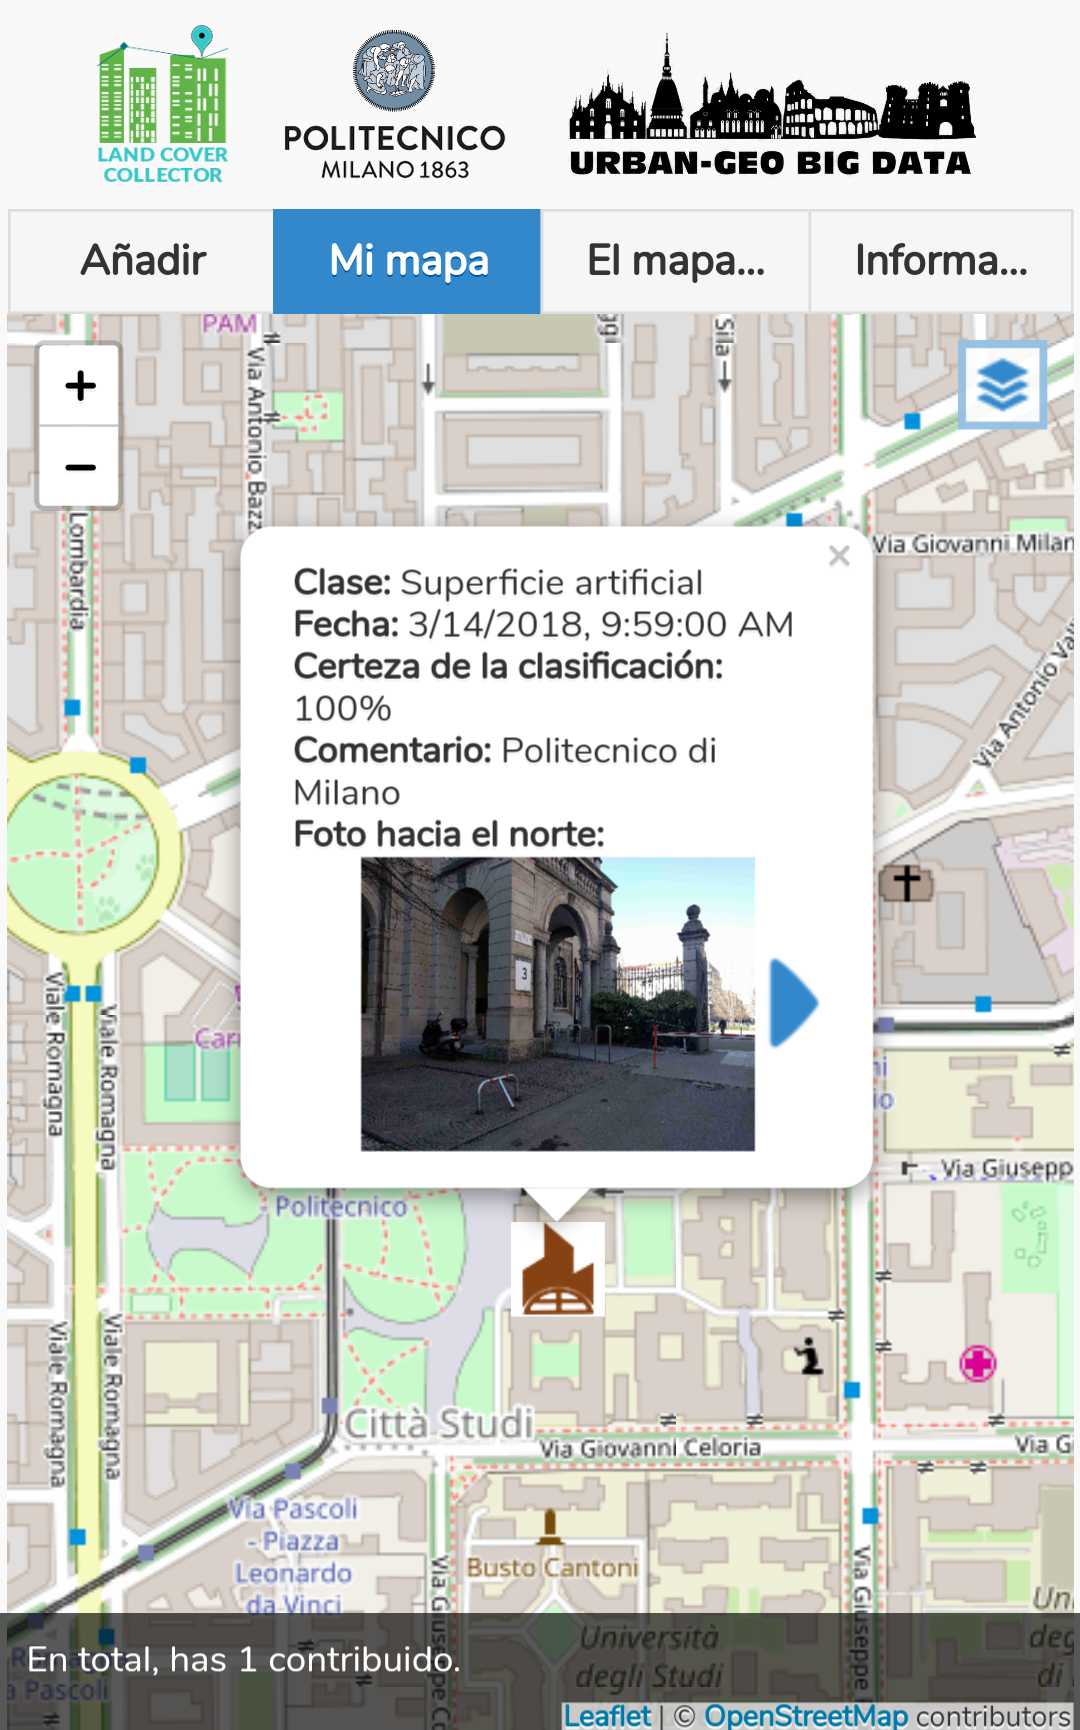 LAND COVER
COLLECTOR
POLITECNICO
MILANO 1863
URBAN-GEO BIG DATA
Añadir
Mi mapa
El mapa...
Informa...
PAM
Via Antonio Bazz
ggi
Sila
+
−
Lombardia
Via Giovanni Milan
Via Antonio Val
×
Clase: Superficie artificial
Fecha: 3/14/2018, 9:59:00 AM
Certeza de la clasificación:
100%
Comentario: Politecnico di
Milano
Foto hacia el norte:
3
Viale Romagna
Viale Romagna
Via Giusepp
Politecnico
Viale Romagna
Viale Romagna
Città Studi
Via Giovanni Celoria
Via G
Via Pascoli
- Piazza
Leonardo
da Vinci
Busto Cantoni
Via Giuseppe Co
Via Giuseppe
Università
degli Studi
Un
deg
di
a Pascoli
En total, has 1 contribuido.
Leaflet | © OpenStreetMap contributors